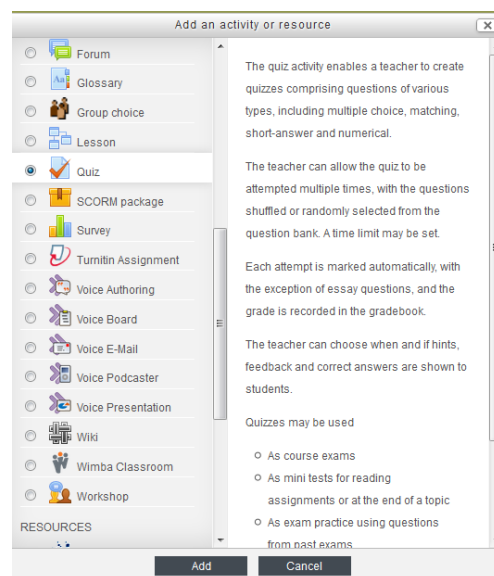 Add an activity or resource
Forum
Glossary
Group choice
Lesson
Quiz
SCORM package
Survey
Turnitin Assignment
Voice Authoring
Voice Board
Voice E-Mail
Voice Podcaster
Voice Presentation
Wiki
Wimba Classroom
Workshop
RESOURCES
The quiz activity enables a teacher to create
quizzes comprising questions of various
types, including multiple choice, matching,
short-answer and numerical.
The teacher can allow the quiz to be
attempted multiple times, with the questions
shuffled or randomly selected from the
question bank. A time limit may be set.
Each attempt is marked automatically, with
the exception of essay questions, and the
grade is recorded in the gradebook.
The teacher can choose when and if hints,
feedback and correct answers are shown to
students.
Quizzes may be used
As course exams
As mini tests for reading
assignments or at the end of a topic
As exam practice using questions
from past exams
Add
Cancel